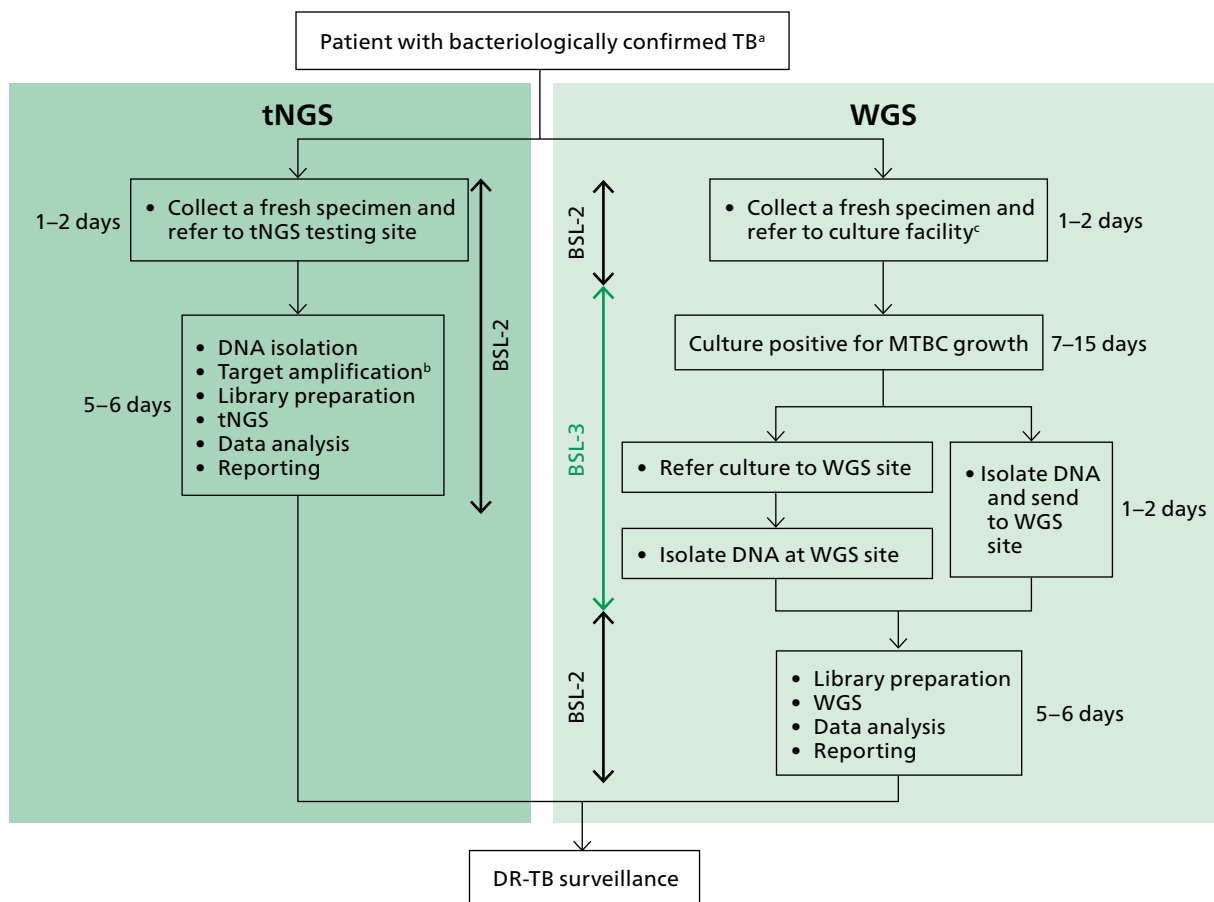 Patient with bacteriologically confirmed TBᵃ
tNGS
1–2 days
• Collect a fresh specimen and
refer to tNGS testing site
5–6 days
• DNA isolation
• Target amplificationᵇ
• Library preparation
• tNGS
• Data analysis
• Reporting
BSL-2
WGS
BSL-2
• Collect a fresh specimen and
refer to culture facilityᶜ
1–2 days
BSL-3
Culture positive for MTBC growth
7–15 days
• Refer culture to WGS site
• Isolate DNA at WGS site
• Isolate DNA
and send
to WGS
site
1–2 days
BSL-2
• Library preparation
• WGS
• Data analysis
• Reporting
5–6 days
DR-TB surveillance